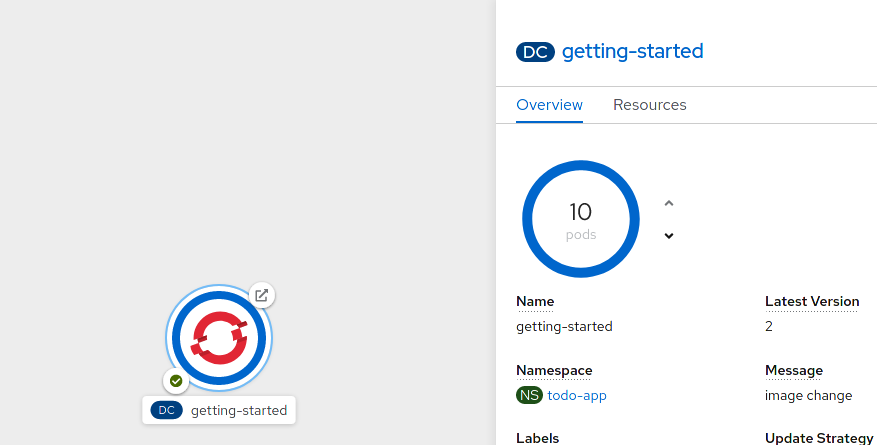 DC getting-started
Overview Resources
10
pods
Name Latest Version
getting-started 2
Namespace Message
NS todo-app image change
Labels Update Strategy
DC getting-started